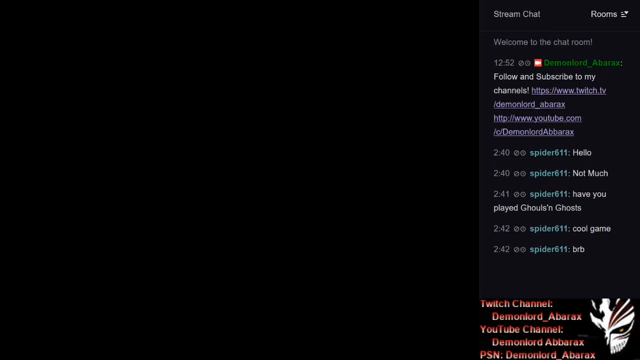 Stream Chat
Rooms
Welcome to the chat room!
12:52 Demonlord_Abarax:
Follow and Subscribe to my
channels! https://www.twitch.tv
/demonlord_abarax
http://www.youtube.com
/c/DemonlordAbbarax
2:40 spider611: Hello
2:40 spider611: Not Much
2:41 spider611: have you
played Ghouls'n Ghosts
2:42 spider611: cool game
2:42 spider611: brb
Twitch Channel:
Demonlord_Abarax
YouTube Channel:
Demonlord Abbarax
PSN: Demonlord_Abarax